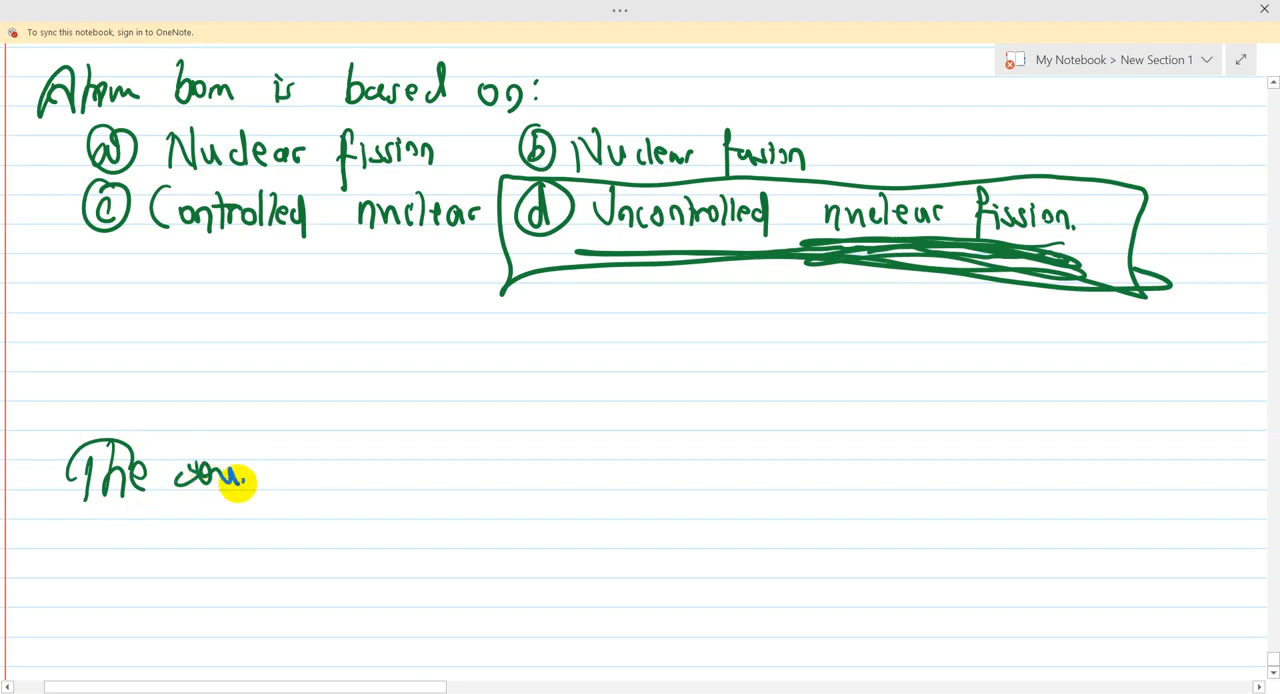 To sync this notebook, sign in to OneNote.
My Notebook > New Section 1
Atom bom is based on:
(a) Nuclear fission (b) Nuclear fusion
(c) Controlled nuclear (d) Uncontrolled nuclear fission.
The